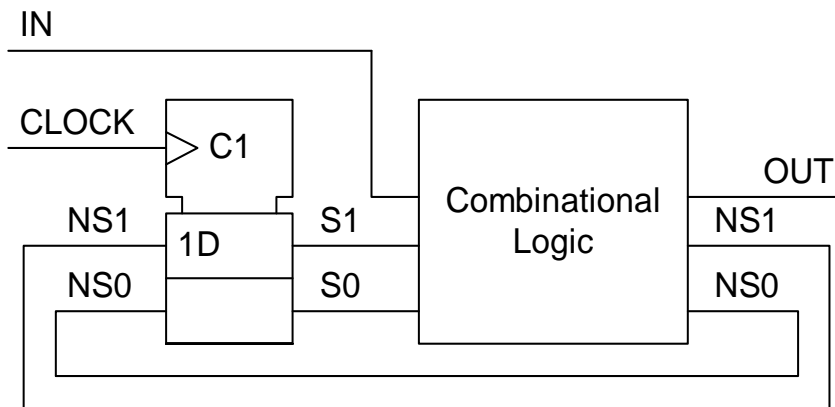 IN
CLOCK
C1
OUT
Combinational
Logic
NS1
1D
S1
NS1
NS0
S0
NS0